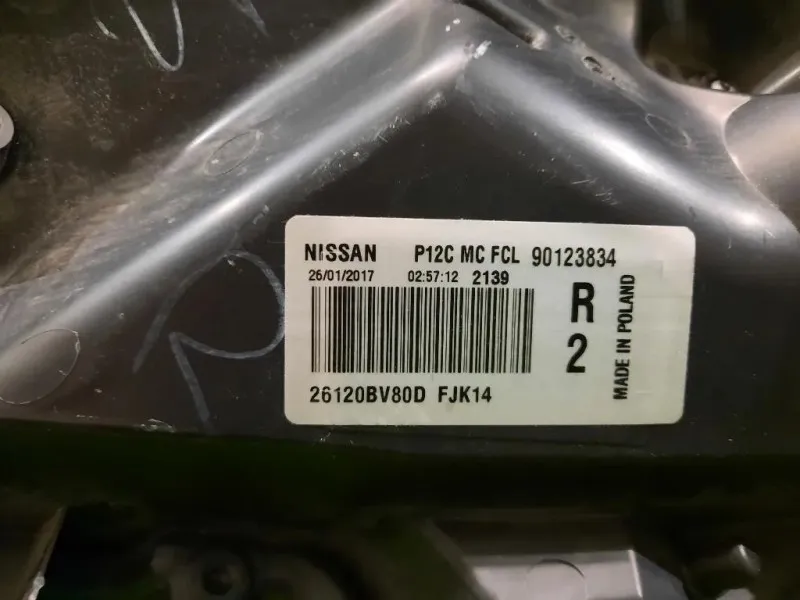 NISSAN P12C MC FCL 90123834
26/01/2017 02:57:12 2139
R
2
26120BV80D FJK14
MADE IN POLAND